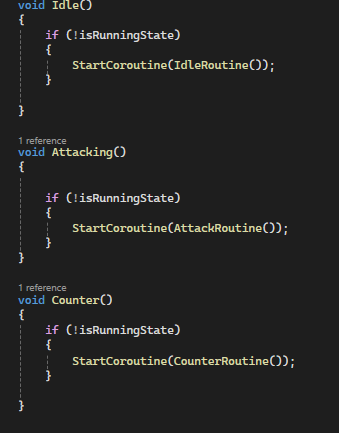 void Idle()
{
if (!isRunningState)
{
StartCoroutine(IdleRoutine());
}
}
1 reference
void Attacking()
{
if (!isRunningState)
{
StartCoroutine(AttackRoutine());
}
}
1 reference
void Counter()
{
if (!isRunningState)
{
StartCoroutine(CounterRoutine());
}
}